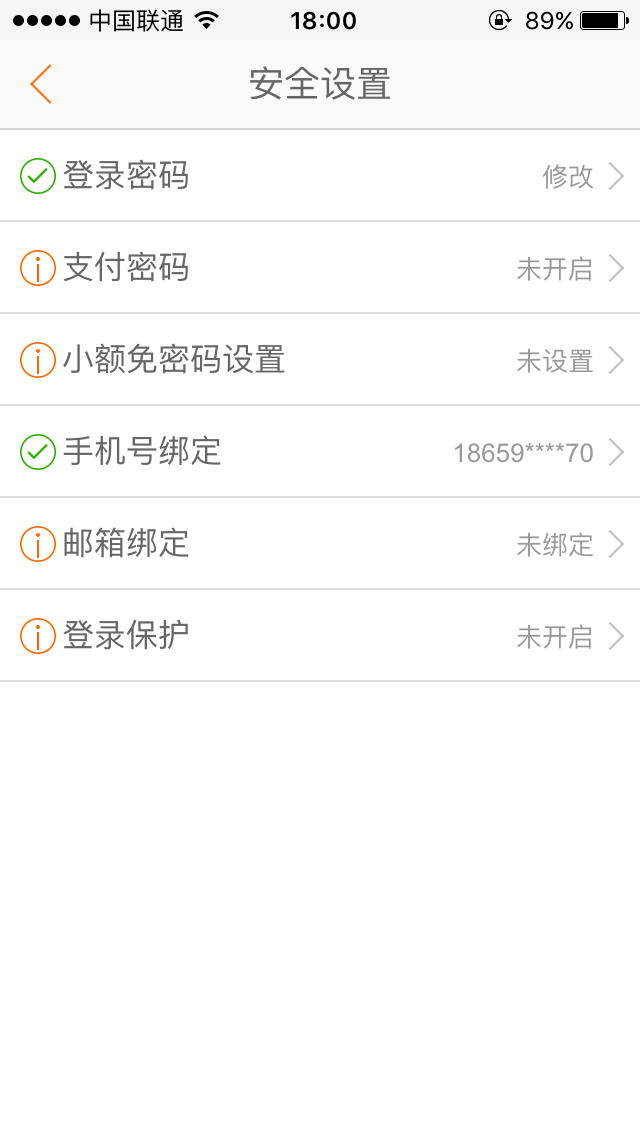 中国联通 18:00 89%
安全设置
登录密码 修改
支付密码 未开启
小额免密码设置 未设置
手机号绑定 18659****70
邮箱绑定 未绑定
登录保护 未开启